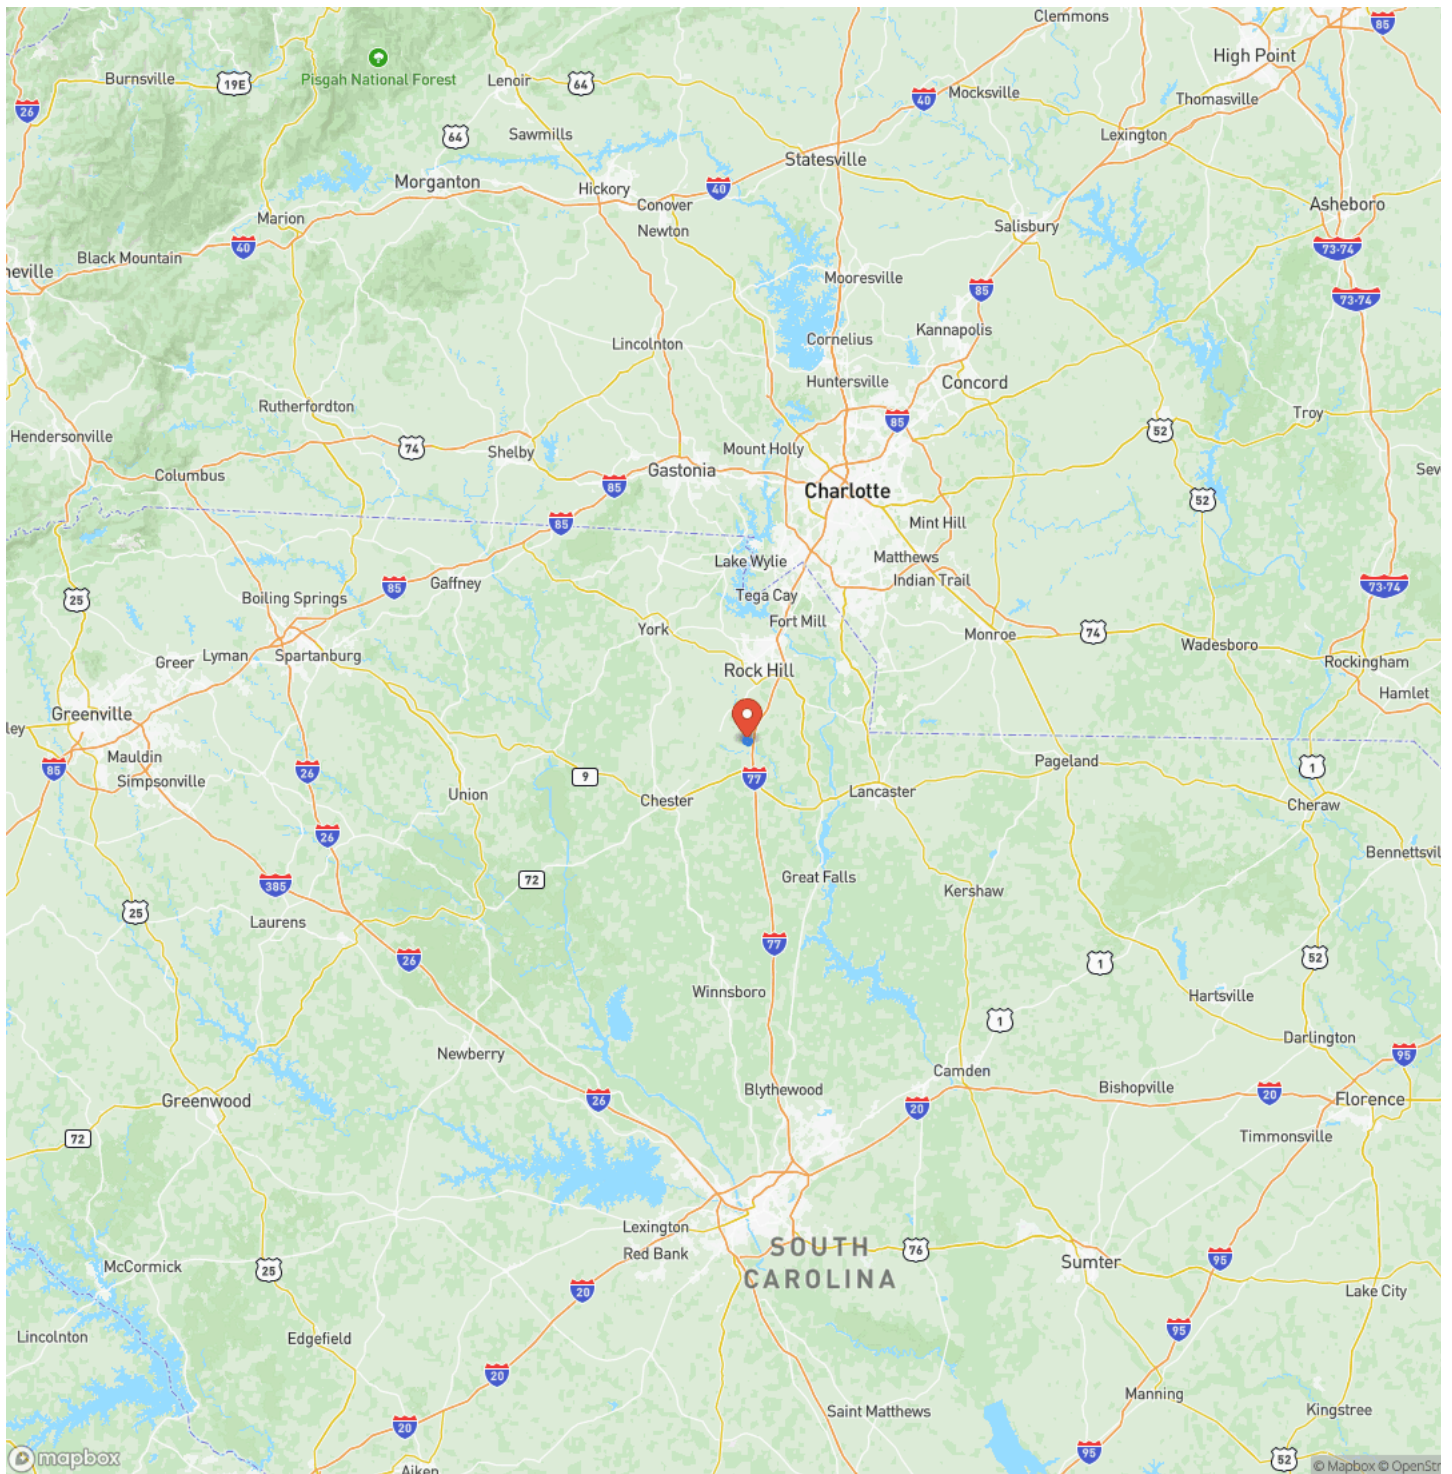 Clemmons
85
High Point
Burnsville
19E
Pisgah National Forest
Lenoir
64
40
Mocksville
Thomasville
26
64
Sawmills
Lexington
Statesville
Morganton
Hickory
40
Conover
Asheboro
Marion
Newton
Salisbury
40
73-74
Black Mountain
neville
Mooresville
85
73-74
Kannapolis
Lincolnton
Cornelius
Huntersville
Concord
Rutherfordton
85
Troy
Hendersonville
74
52
Shelby
Mount Holly
Columbus
85
Gastonia
Sev
Charlotte
52
85
Mint Hill
Lake Wylie
Matthews
Gaffney
85
Indian Trail
73-74
25
Boiling Springs
Tega Cay
Fort Mill
York
Monroe
74
Wadesboro
Lyman
Spartanburg
Greer
Rock Hill
Rockingham
Hamlet
Greenville
ley
Mauldin
85
Simpsonville
26
9
77
Pageland
1
Union
Chester
Lancaster
Cheraw
26
Bennettsvil
385
72
Great Falls
Kershaw
25
Laurens
77
26
1
52
Winnsboro
Hartsville
1
Darlington
Newberry
95
Camden
Blythewood
Bishopville
Greenwood
26
20
20
Florence
72
Timmonsville
Lexington
Red Bank
SOUTH
CAROLINA
76
Sumter
95
McCormick
25
20
Lake City
Lincolnton
Edgefield
95
20
Manning
Saint Matthews
Kingstree
20
95
52
mapbox
Aiken
© Mapbox © OpenStr